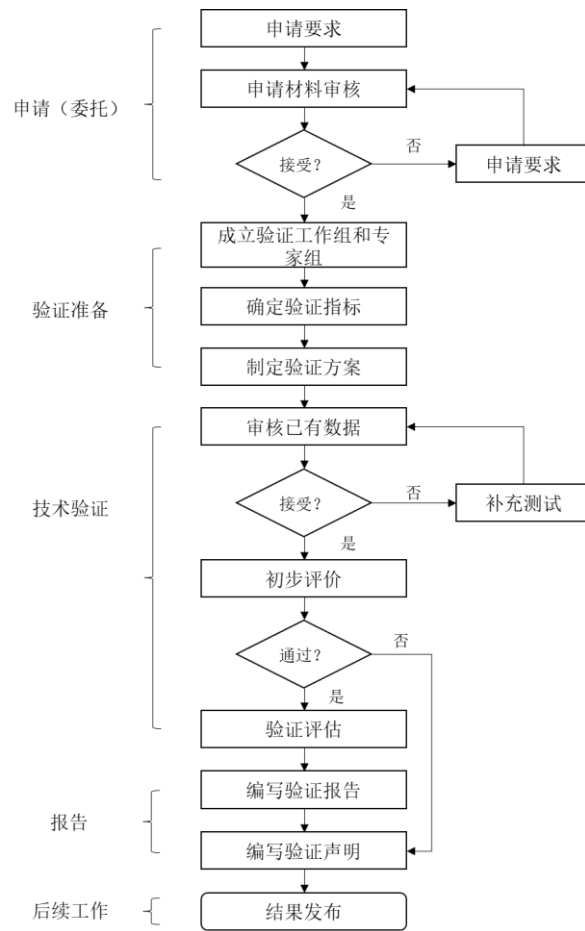 申请要求
申请材料审核
申请（委托）
接受？
否
申请要求
是
成立验证工作组和专
家组
验证准备
确定验证指标
制定验证方案
审核已有数据
技术验证
接受？
否
补充测试
是
初步评价
通过？
否
是
验证评估
编写验证报告
报告
编写验证声明
后续工作
结果发布